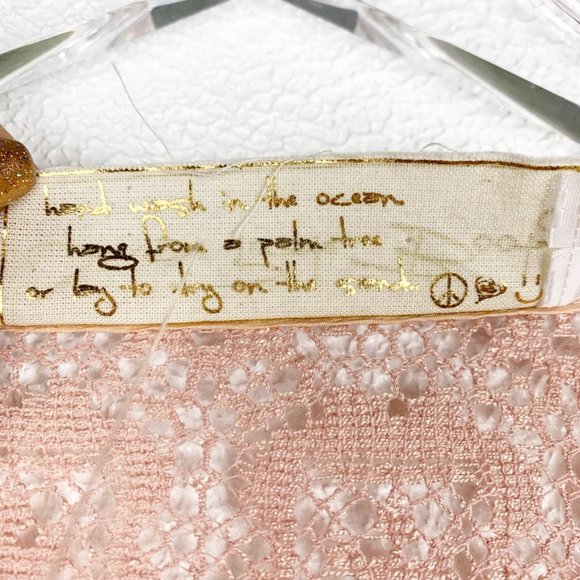 hand wash in the ocean
hang from a palm tree
or lay to dry on the sand.